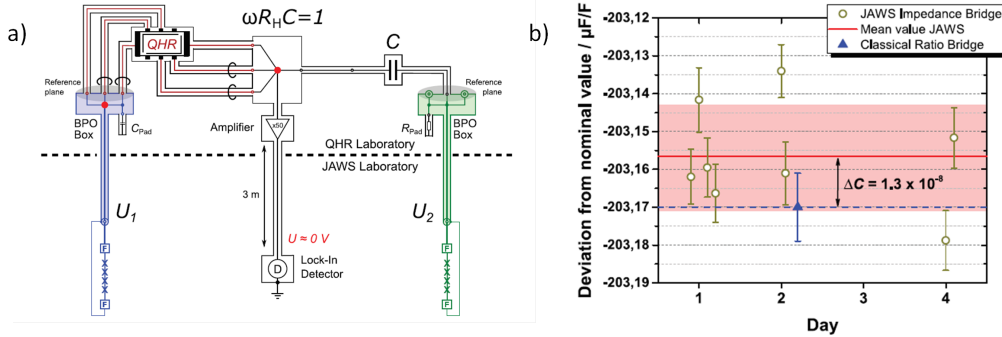 a)
ωR_HC=1
QHR
C
Reference plane
BPO Box
C_Pad
Amplifier
x50
QHR Laboratory
JAWS Laboratory
Reference plane
R_Pad
BPO Box
U_1
3 m
U ≈ 0 V
U_2
F
F
D
Lock-In Detector
F
F
b)
Deviation from nominal value / µF/F
-203,12
-203,13
-203,14
-203,15
-203,16
-203,17
-203,18
-203,12
JAWS Impedance Bridge
Mean value JAWS
Classical Ratio Bridge
ΔC = 1.3 x 10⁻⁸
1 2 3 4
Day